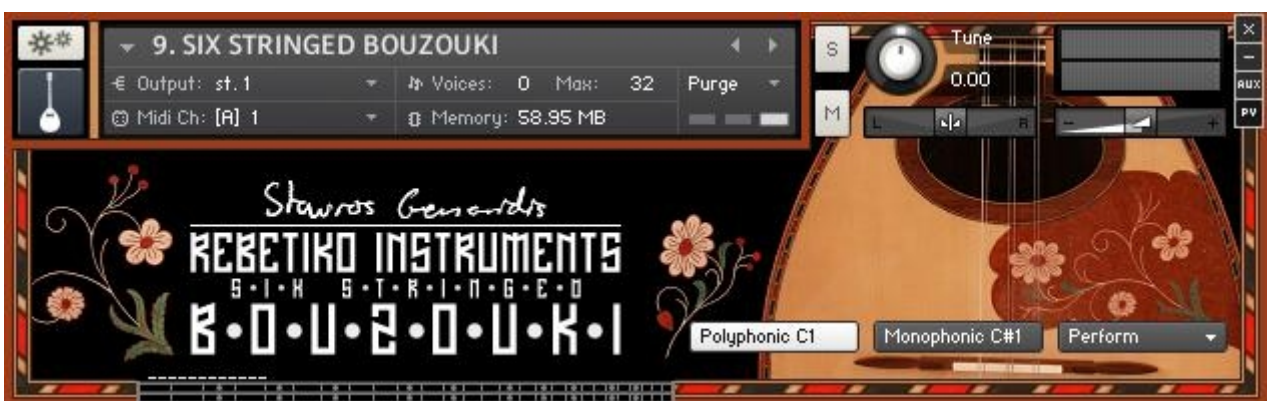 9. SIX STRINGED BOUZOUKI
Output: st. 1
Voices: 0 Max: 32
Purge
Midi Ch: [A] 1
Memory: 58.95 MB
S
M
Tune
0.00
L R
- +
X
-
AUX
PV
Stavros
REBETIKO INSTRUMENTS
S•I•X S•T•R•I•N•G•E•D
B•O•U•Z•O•U•K•I
Polyphonic C1
Monophonic C#1
Perform